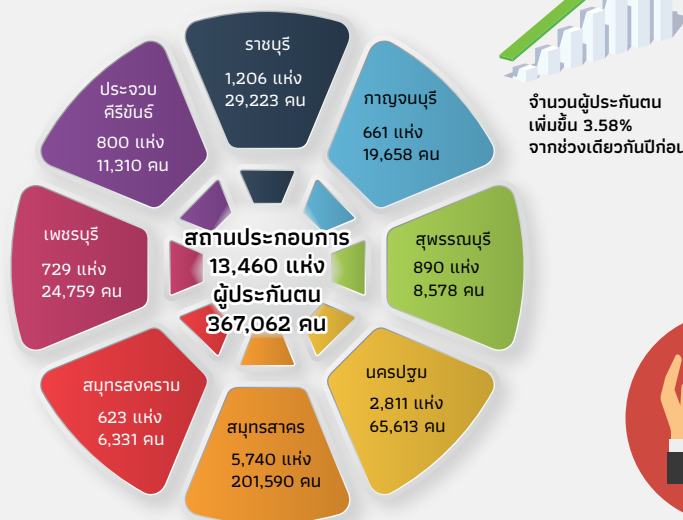 ราชบุรี
1,206 แห่ง
29,223 คน
กาญจนบุรี
661 แห่ง
19,658 คน
สุพรรณบุรี
890 แห่ง
8,578 คน
นครปฐม
2,811 แห่ง
65,613 คน
สมุทรสาคร
5,740 แห่ง
201,590 คน
สมุทรสงคราม
623 แห่ง
6,331 คน
เพชรบุรี
729 แห่ง
24,759 คน
ประจวบ
คีรีขันธ์
800 แห่ง
11,310 คน
สถานประกอบการ
13,460 แห่ง
ผู้ประกันตน
367,062 คน
จำนวนผู้ประกันตน
เพิ่มขึ้น 3.58%
จากช่วงเดียวกันปีก่อน